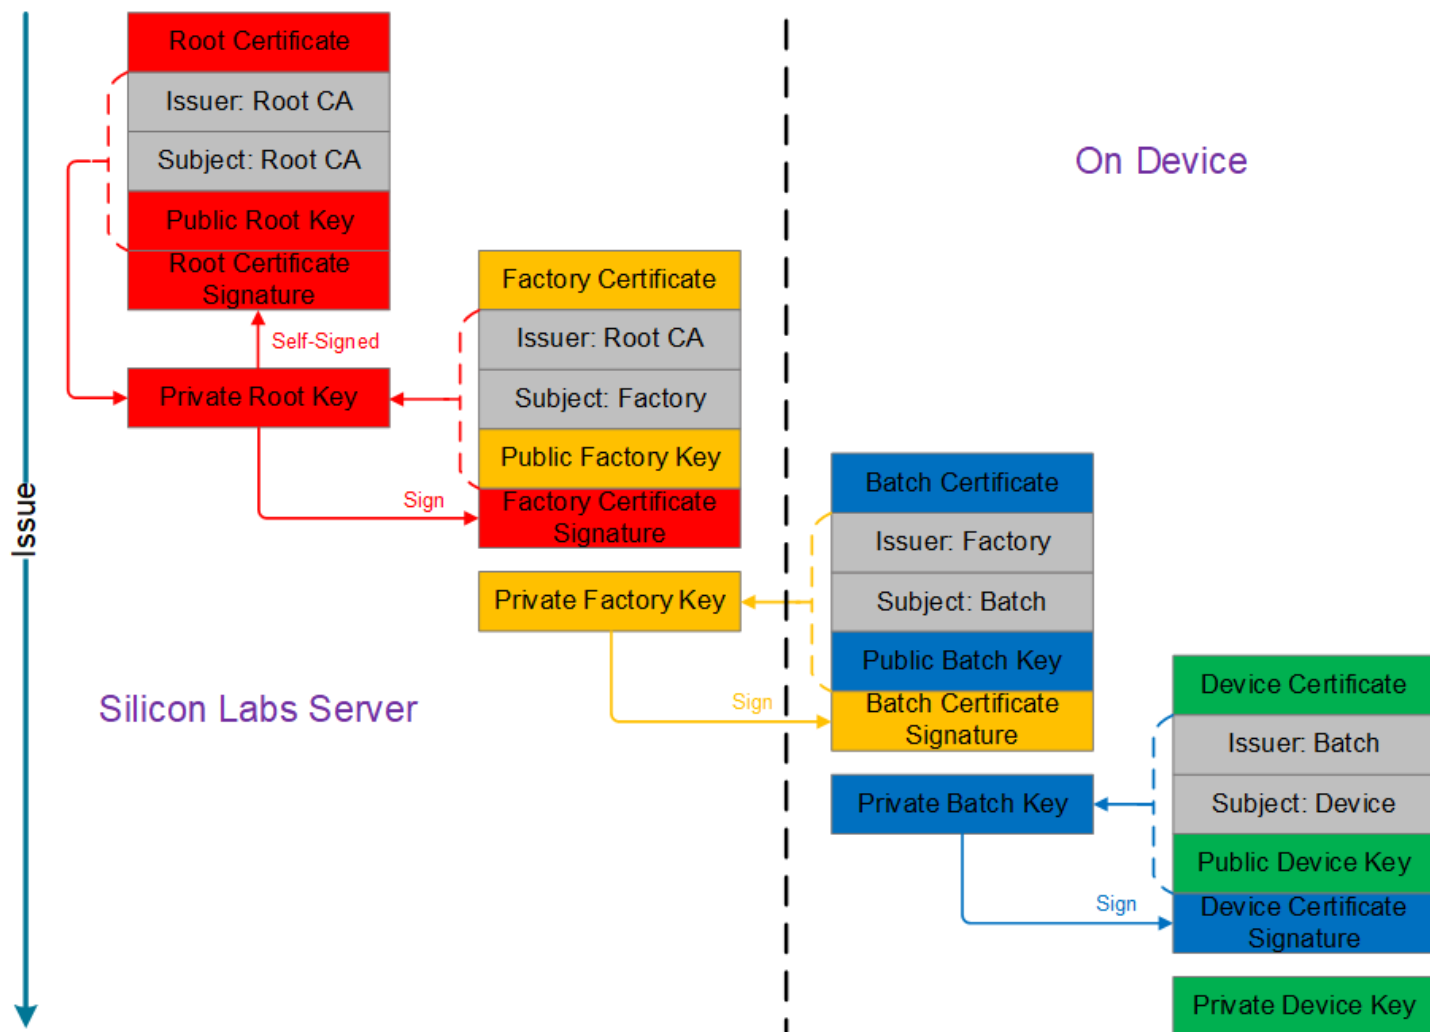 Issue
Root Certificate
Issuer: Root CA
Subject: Root CA
Public Root Key
Root Certificate
Signature
Self-Signed
Private Root Key
Sign
Factory Certificate
Issuer: Root CA
Subject: Factory
Public Factory Key
Factory Certificate
Signature
Private Factory Key
Sign
Silicon Labs Server
On Device
Batch Certificate
Issuer: Factory
Subject: Batch
Public Batch Key
Batch Certificate
Signature
Private Batch Key
Sign
Device Certificate
Issuer: Batch
Subject: Device
Public Device Key
Device Certificate
Signature
Private Device Key